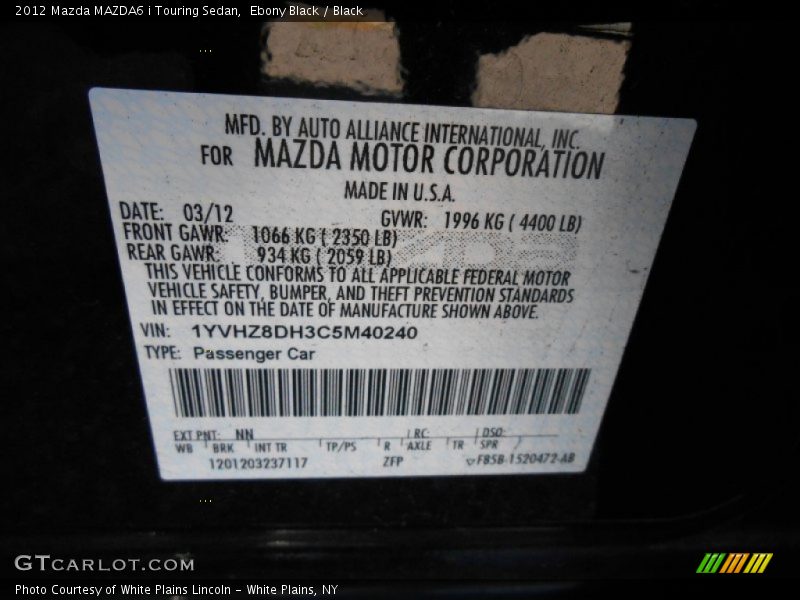 2012 Mazda MAZDA6 i Touring Sedan, Ebony Black / Black
MFD. BY AUTO ALLIANCE INTERNATIONAL, INC.
FOR MAZDA MOTOR CORPORATION
MADE IN U.S.A.
DATE: 03/12 GVWR: 1996 KG ( 4400 LB)
FRONT GAWR: 1066 KG ( 2350 LB)
REAR GAWR: 934 KG ( 2059 LB)
THIS VEHICLE CONFORMS TO ALL APPLICABLE FEDERAL MOTOR
VEHICLE SAFETY, BUMPER, AND THEFT PREVENTION STANDARDS
IN EFFECT ON THE DATE OF MANUFACTURE SHOWN ABOVE.
VIN: 1YVHZ8DH3C5M40240
TYPE: Passenger Car
EXT PNT: NN RC: DSO:
WB BRK INT TR TP/PS R AXLE TR SPR
1201203237117 ZFP F85B-1520472-AB
GTCARLOT.COM
Photo Courtesy of White Plains Lincoln - White Plains, NY